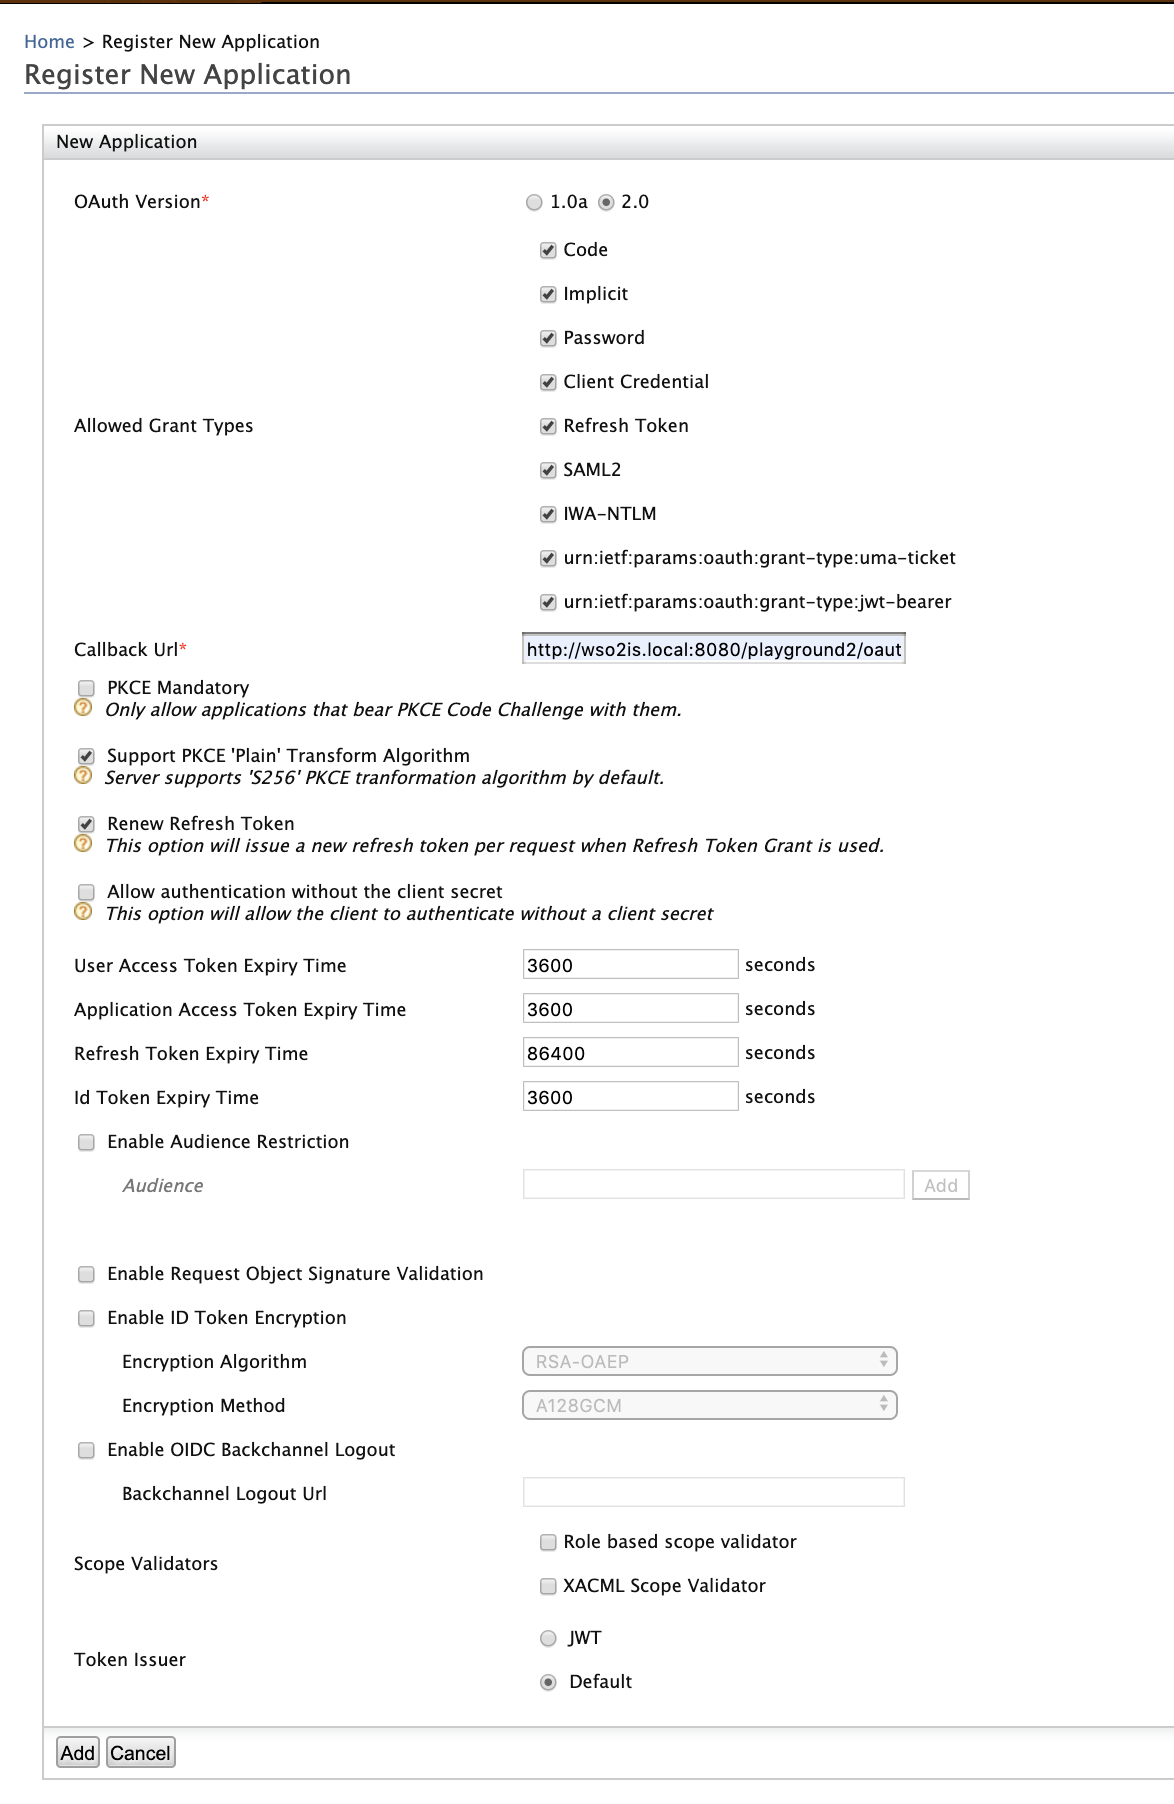 Home > Register New Application
Register New Application
New Application
OAuth Version* 1.0a 2.0
Code
Implicit
Password
Client Credential
Allowed Grant Types Refresh Token
SAML2
IWA-NTLM
urn:ietf:params:oauth:grant-type:uma-ticket
urn:ietf:params:oauth:grant-type:jwt-bearer
Callback Url* http://wso2is.local:8080/playground2/oaut
PKCE Mandatory
Only allow applications that bear PKCE Code Challenge with them.
Support PKCE 'Plain' Transform Algorithm
Server supports 'S256' PKCE tranformation algorithm by default.
Renew Refresh Token
This option will issue a new refresh token per request when Refresh Token Grant is used.
Allow authentication without the client secret
This option will allow the client to authenticate without a client secret
User Access Token Expiry Time 3600 seconds
Application Access Token Expiry Time 3600 seconds
Refresh Token Expiry Time 86400 seconds
Id Token Expiry Time 3600 seconds
Enable Audience Restriction
Audience Add
Enable Request Object Signature Validation
Enable ID Token Encryption
Encryption Algorithm RSA-OAEP
Encryption Method A128GCM
Enable OIDC Backchannel Logout
Backchannel Logout Url
Role based scope validator
Scope Validators
XACML Scope Validator
JWT
Token Issuer
Default
Add Cancel